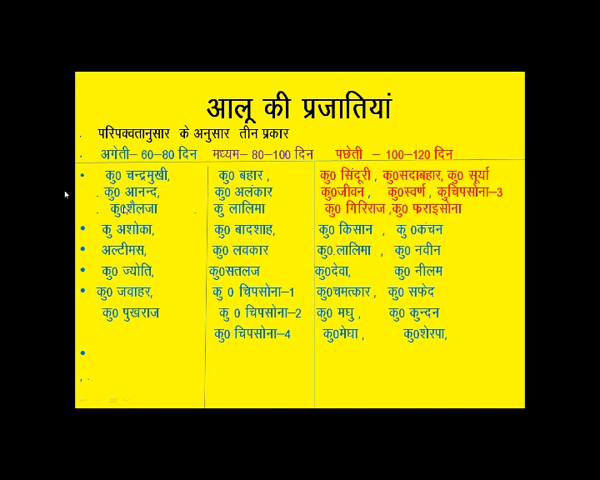 आलू की प्रजातियां
परिपक्वतानुसार के अनुसार तीन प्रकार
अगेती– 60–80 दिन मध्यम– 80–100 दिन पछेती – 100–120 दिन
कु0 चन्द्रमुखी, कु0 बहार , कु0 सिंदूरी , कु0सदाबहार, कु0 सूर्या
कु0 आनन्द, कु0 अलंकार कु0जीवन , कु0स्वर्ण , कुचिपसोना–3
कु0शैलजा कु लालिमा कु0 गिरिराज ,कु0 फ्राइसोना
कु अशोका, कु0 बादशाह, कु0 किसान , कु 0कंचन
अल्टीमस, कु0 लवकार कु0.लालिमा , कु0 नवीन
कु0 ज्योति, कु0सतलज कु0देवा, कु0 नीलम
कु0 जवाहर, कु 0 चिपसोना–1 कु0चमत्कार , कु0 सफेद
कु0 पुखराज कु 0 चिपसोना–2 कु0 मघु , कु0 कुन्दन
कु0 चिपसोना–4 कु0मेघा , कु0शेरपा,